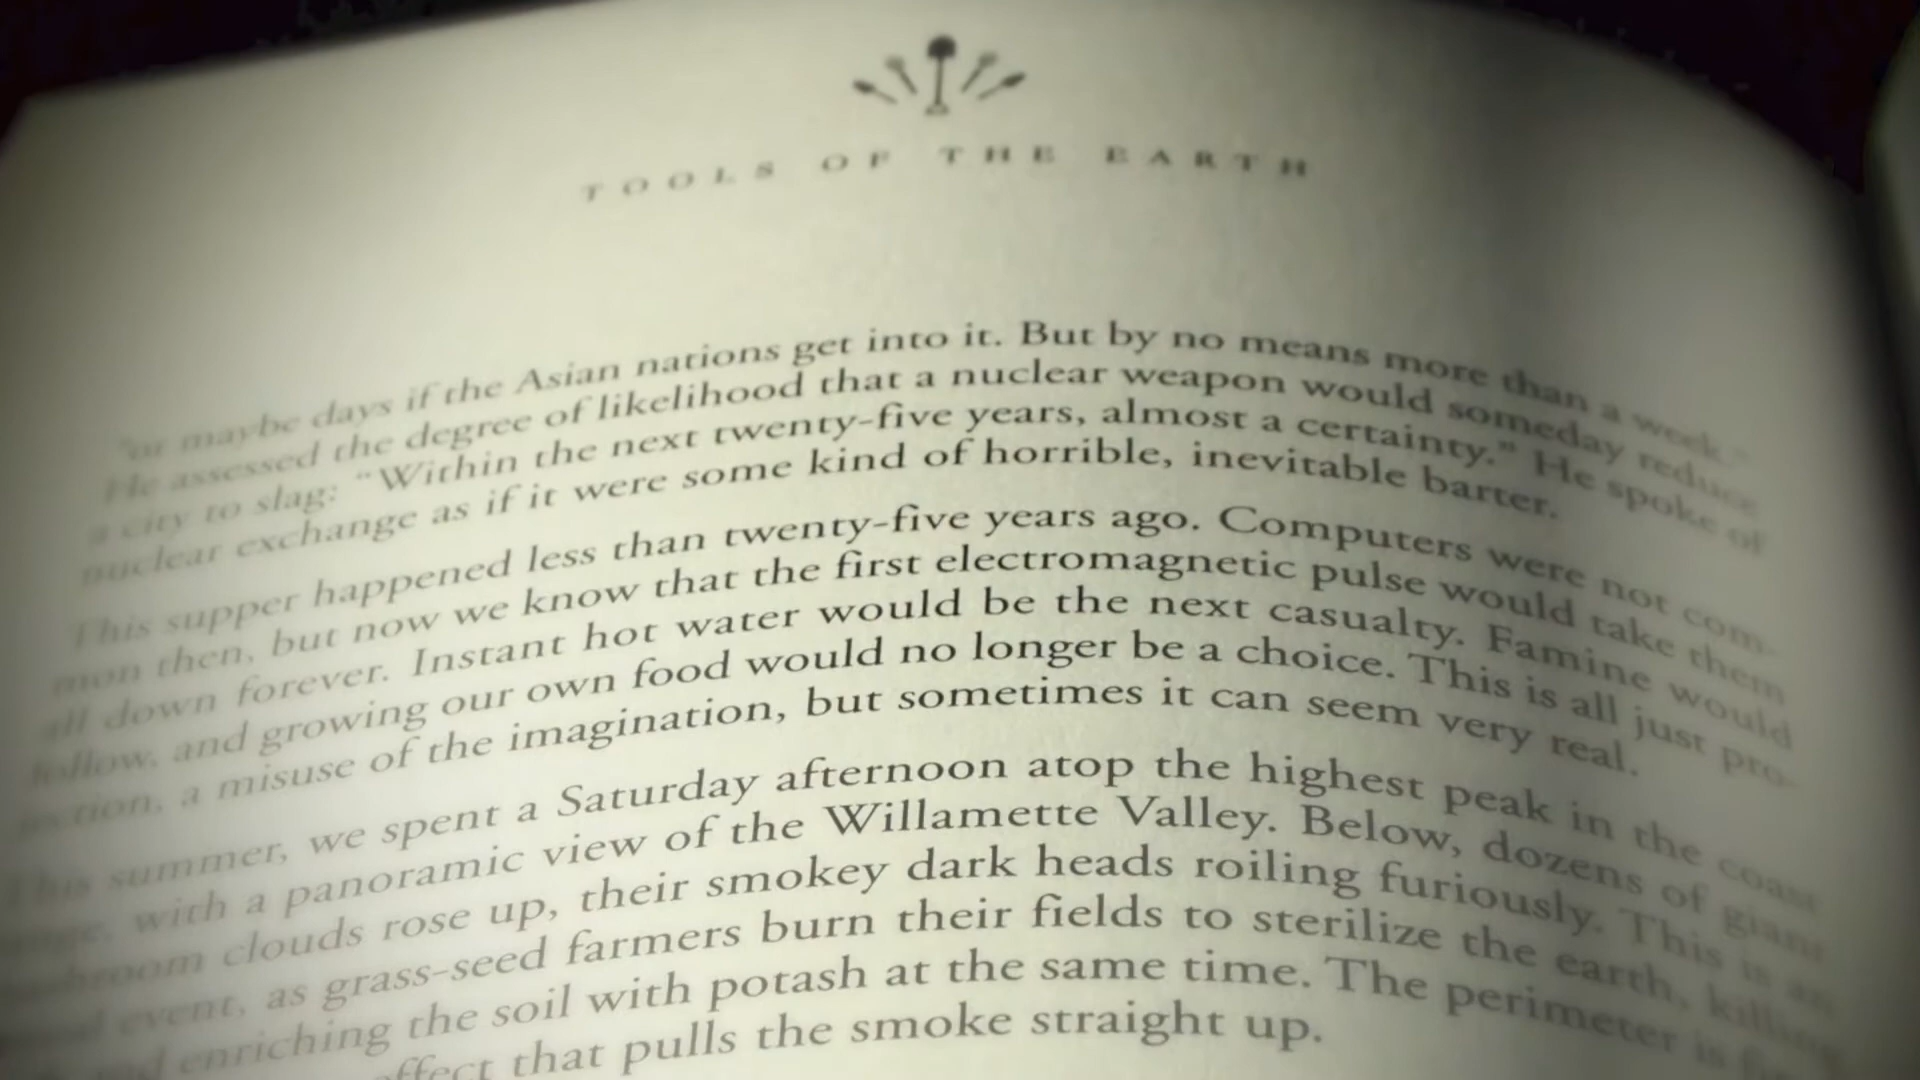 TOOLS OF THE EARTH
"or maybe days if the Asian nations get into it. But by no means more than a week."
He assessed the degree of likelihood that a nuclear weapon would someday reduce
a city to slag: "Within the next twenty-five years, almost a certainty." He spoke of
nuclear exchange as if it were some kind of horrible, inevitable barter.
This supper happened less than twenty-five years ago. Computers were not com-
mon then, but now we know that the first electromagnetic pulse would take them
all down forever. Instant hot water would be the next casualty. Famine would
follow, and growing our own food would no longer be a choice. This is all just pro-
jection, a misuse of the imagination, but sometimes it can seem very real.
This summer, we spent a Saturday afternoon atop the highest peak in the coast
range, with a panoramic view of the Willamette Valley. Below, dozens of giant
mushroom clouds rose up, their smokey dark heads roiling furiously. This is an
event, as grass-seed farmers burn their fields to sterilize the earth, killing
and enriching the soil with potash at the same time. The perimeter is
effect that pulls the smoke straight up.